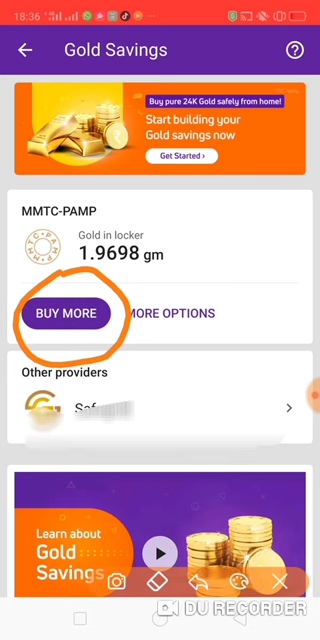 18:36
Gold Savings
Buy pure 24K Gold safely from home!
Start building your
Gold savings now
Get Started ›
MMTC-PAMP
Gold in locker
1.9698 gm
BUY MORE
MORE OPTIONS
Other providers
Learn about
Gold
Savings
DU RECORDER